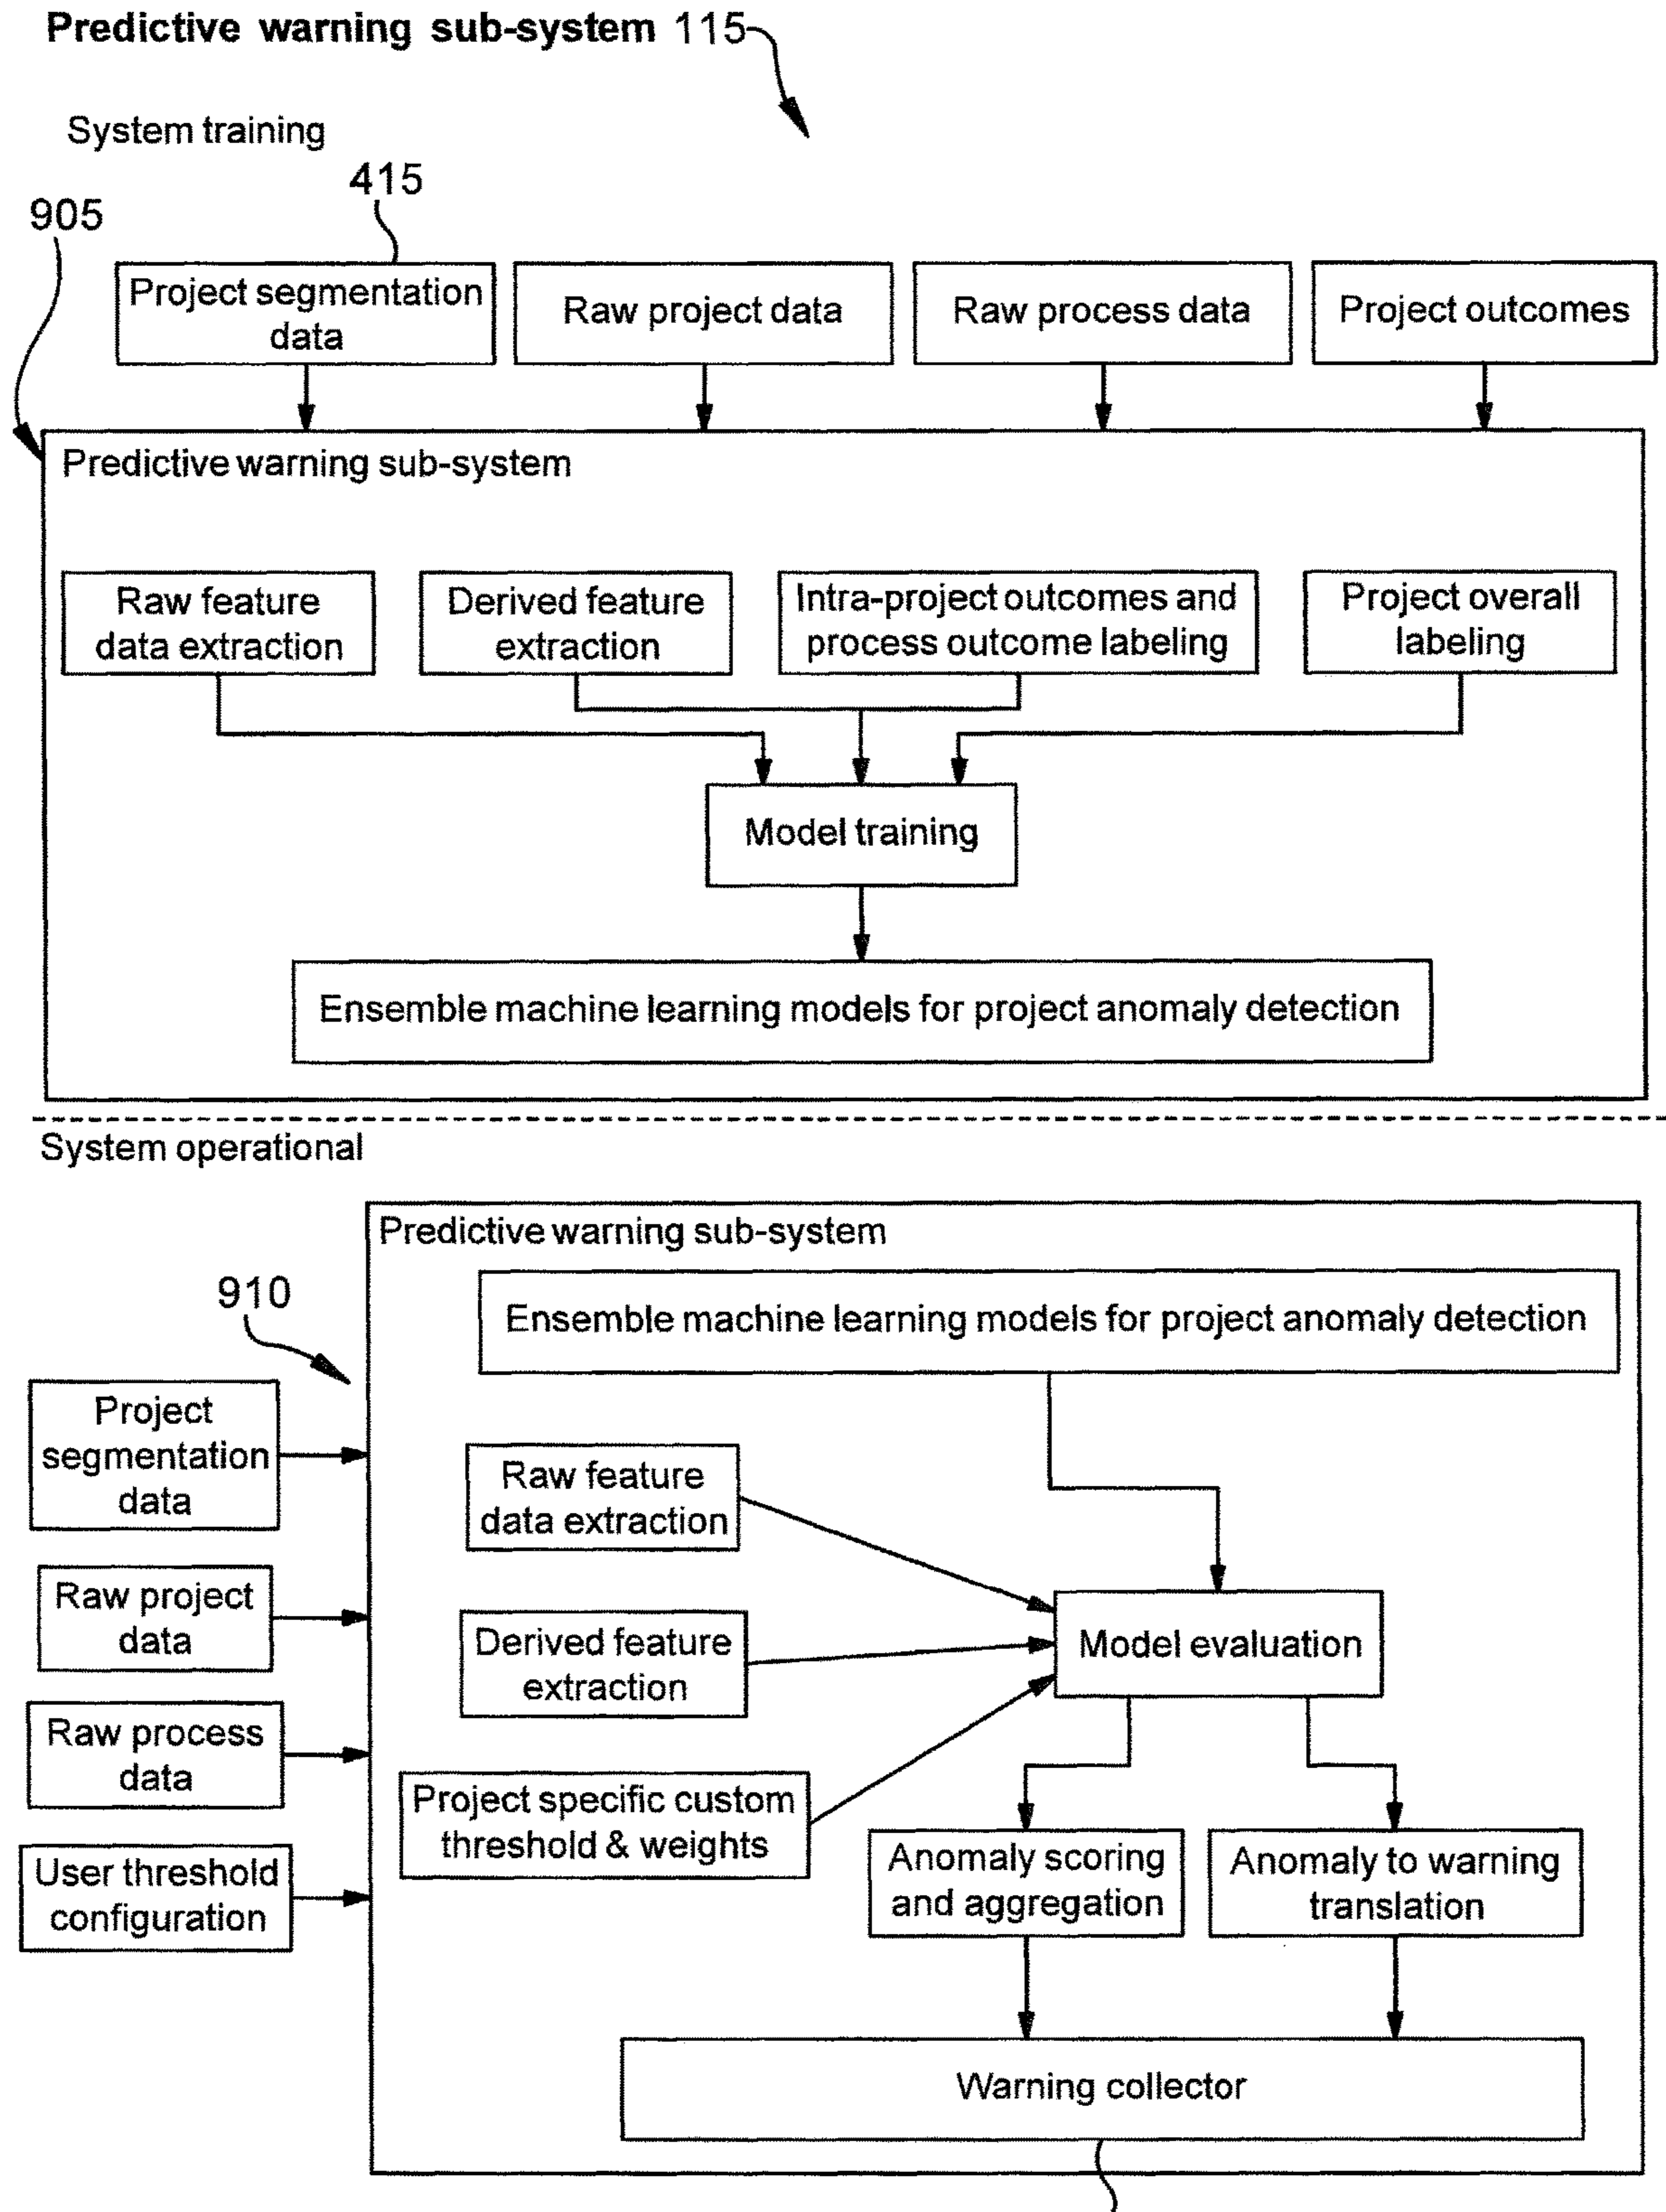 Predictive warning sub-system 115
System training
415
905
Project segmentation
data
Raw project data
Raw process data
Project outcomes
Predictive warning sub-system
Raw feature
data extraction
Derived feature
extraction
Intra-project outcomes and
process outcome labeling
Project overall
labeling
Model training
Ensemble machine learning models for project anomaly detection
System operational
Predictive warning sub-system
910
Ensemble machine learning models for project anomaly detection
Project
segmentation
data
Raw feature
data extraction
Raw project
data
Derived feature
extraction
Model evaluation
Raw process
data
Project specific custom
threshold & weights
User threshold
configuration
Anomaly scoring
and aggregation
Anomaly to warning
translation
Warning collector